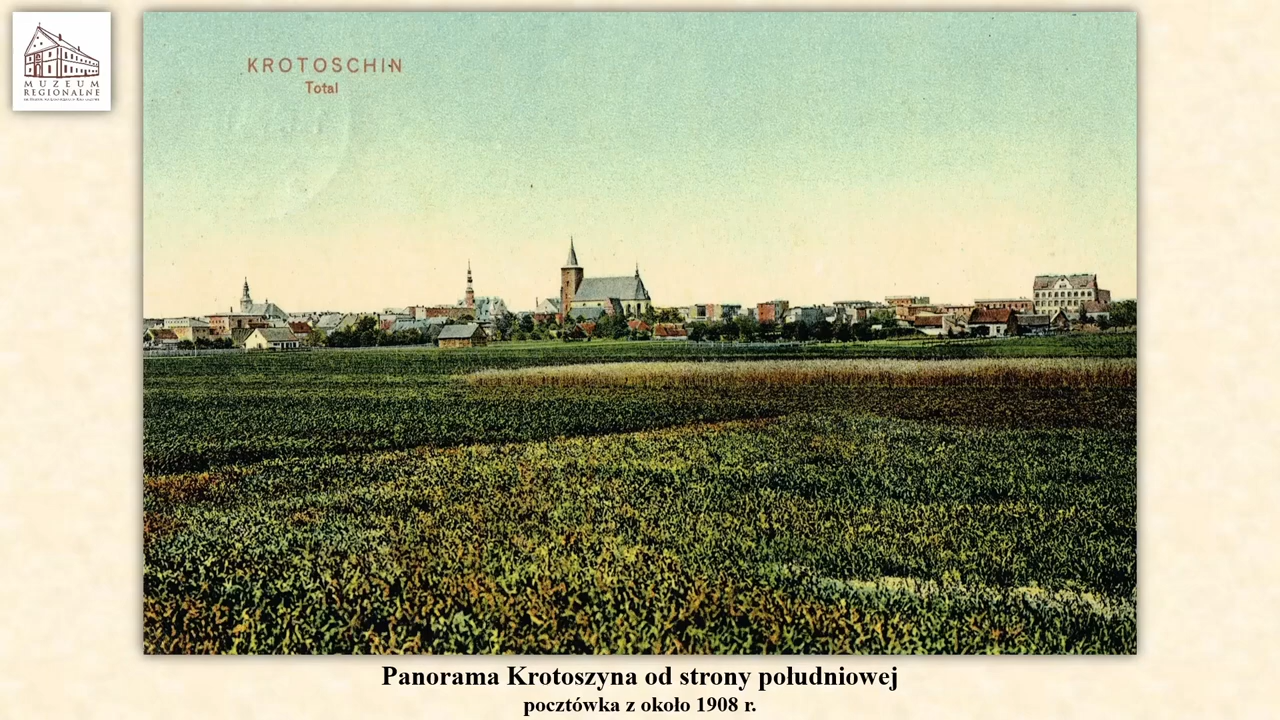 MUZEUM
REGIONALNE
KROTOSCHIN
Total
Panorama Krotoszyna od strony południowej
pocztówka z około 1908 r.